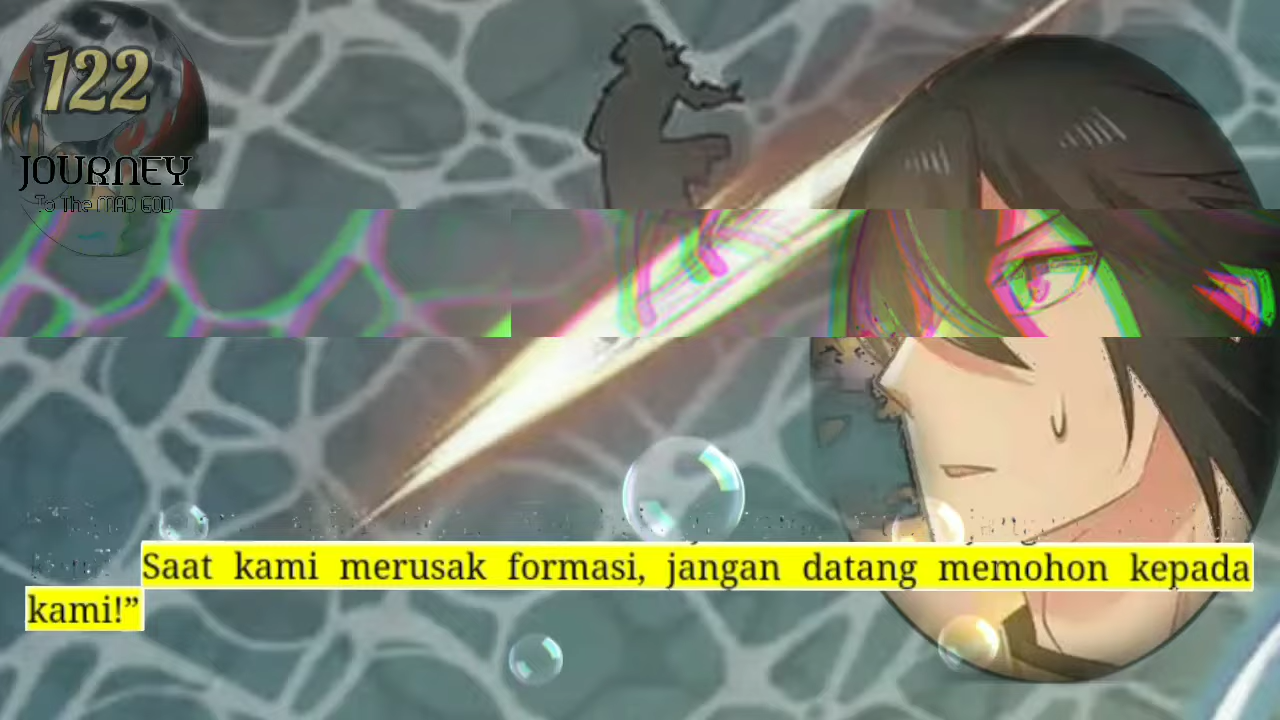 122
JOURNEY
To The MAD GOD
Saat kami merusak formasi, jangan datang memohon kepada
kami!”